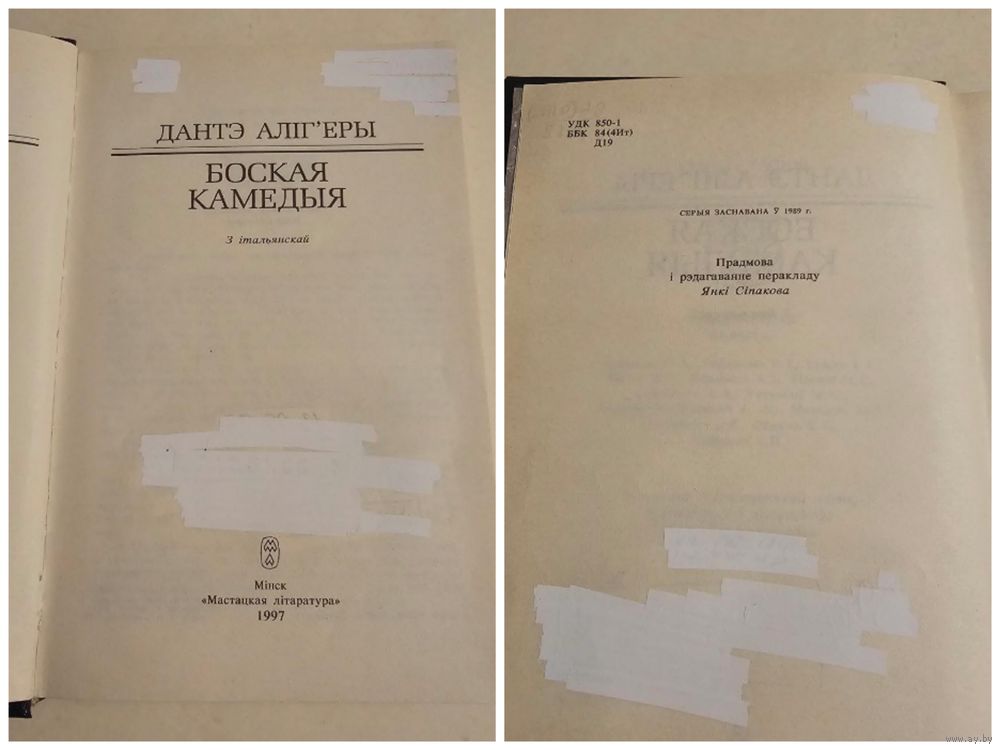 ДАНТЭ АЛІГ'ЕРЫ
БОСКАЯ
КАМЕДЫЯ
З італьянскай
Мінск
«Мастацкая літаратура»
1997
УДК 850-1
ББК 84(4Ит)
Д19
СЕРЫЯ ЗАСНАВАНА Ў 1989 г.
Прадмова
і рэдагаванне перакладу
Янкі Сіпакова
www.ay.by